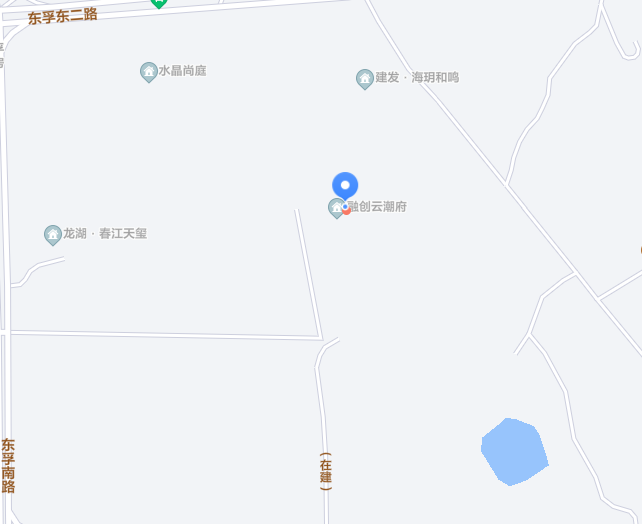 东孚东二路
水晶尚庭
建发·海玥和鸣
融创云潮府
龙湖·春江天玺
东孚南路
（在建）